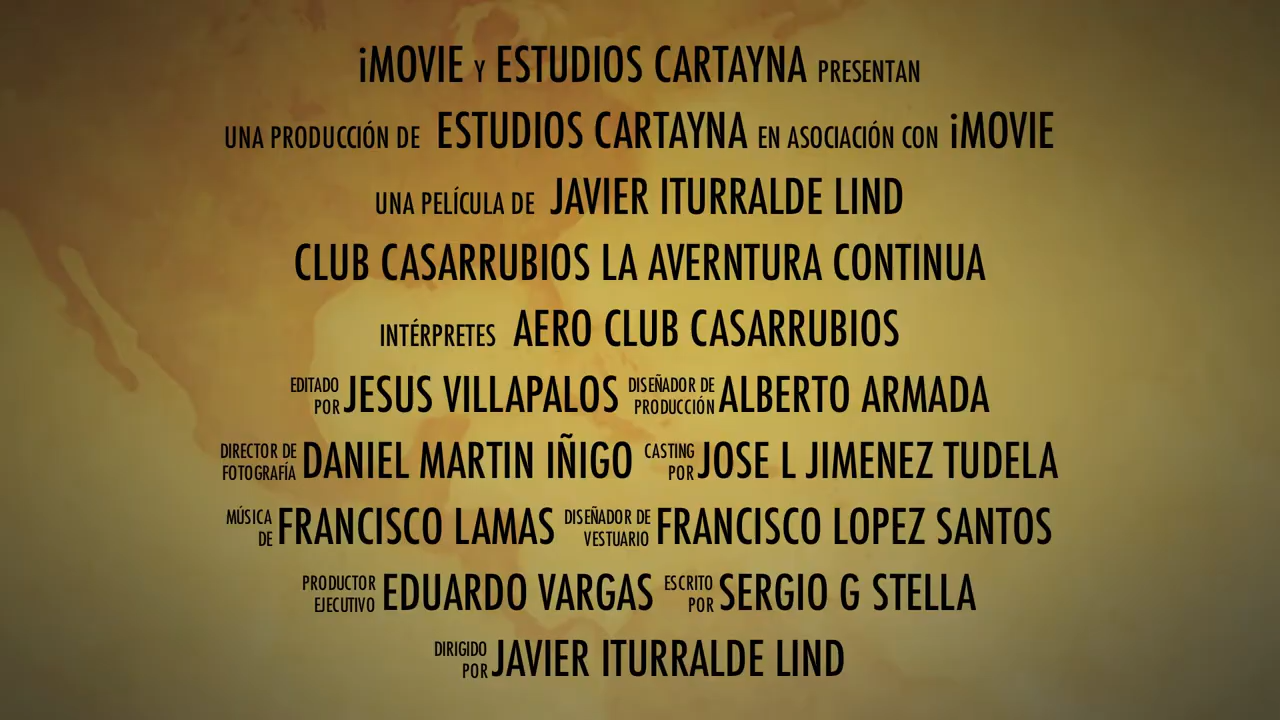 iMOVIE Y ESTUDIOS CARTAYNA PRESENTAN
UNA PRODUCCIÓN DE ESTUDIOS CARTAYNA EN ASOCIACIÓN CON iMOVIE
UNA PELÍCULA DE JAVIER ITURRALDE LIND
CLUB CASARRUBIOS LA AVERNTURA CONTINUA
INTÉRPRETES AERO CLUB CASARRUBIOS
EDITADO POR JESUS VILLAPALOS DISEÑADOR DE PRODUCCIÓN ALBERTO ARMADA
DIRECTOR DE FOTOGRAFÍA DANIEL MARTIN IÑIGO CASTING POR JOSE L JIMENEZ TUDELA
MÚSICA DE FRANCISCO LAMAS DISEÑADOR DE VESTUARIO FRANCISCO LOPEZ SANTOS
PRODUCTOR EJECUTIVO EDUARDO VARGAS ESCRITO POR SERGIO G STELLA
DIRIGIDO POR JAVIER ITURRALDE LIND